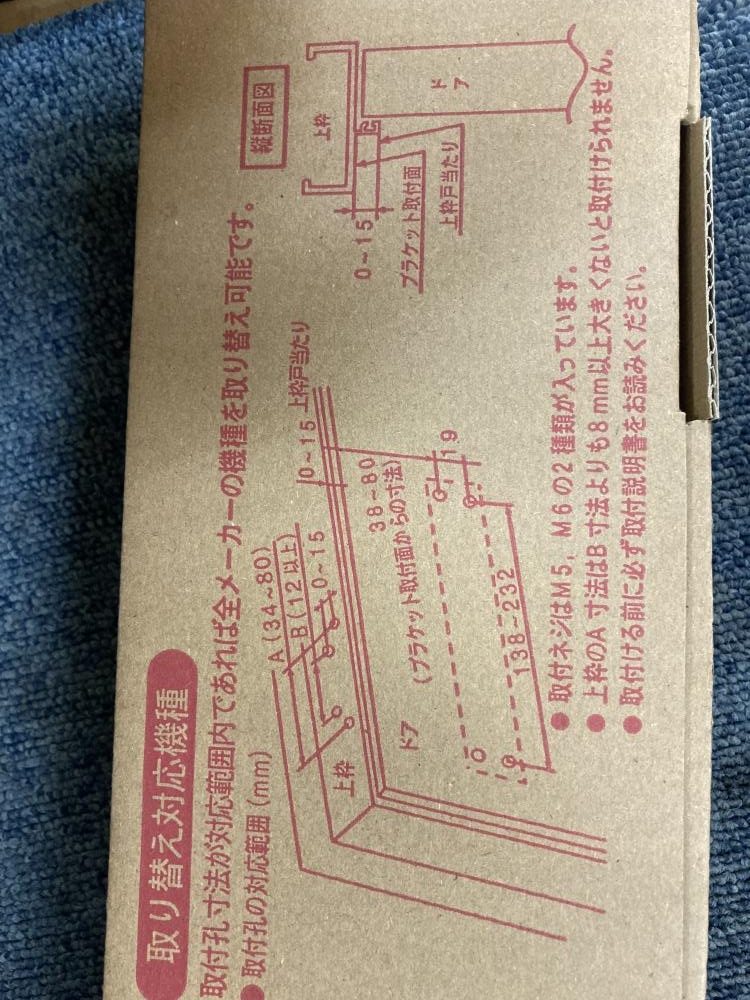 取り替え対応機種
取付孔寸法が対応範囲内であれば全メーカーの機種を取り替え可能です。
●取付孔の対応範囲(mm)
A(34~80)
B(12以上)
0~15
0~15
上枠戸当たり
上枠
ドア
38~80
(ブラケット取付面からの寸法)
19
138~232
縦断面図
上枠
ドア
0~15
ブラケット取付面
上枠戸当たり
●取付ネジはM5, M6の2種類が入っています。
●上枠のA寸法はB寸法よりも8mm以上大きくないと取付けられません。
●取付ける前に必ず取付説明書をお読みください。